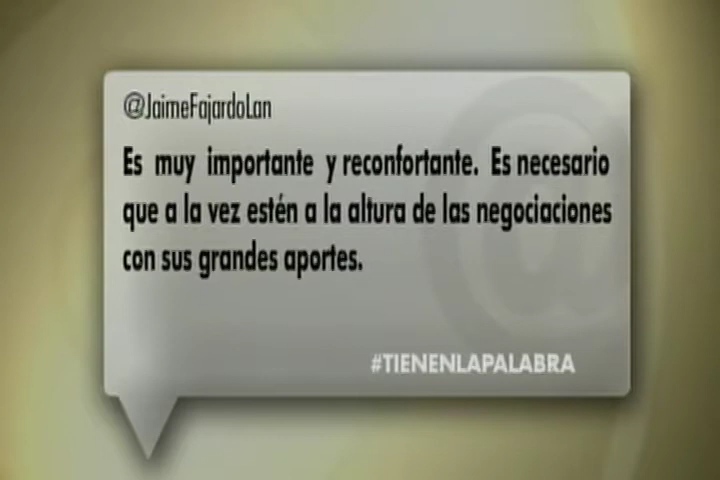 @JaimeFajardoLan
Es muy importante y reconfortante. Es necesario
que a la vez estén a la altura de las negociaciones
con sus grandes aportes.
#TIENENLAPALABRA